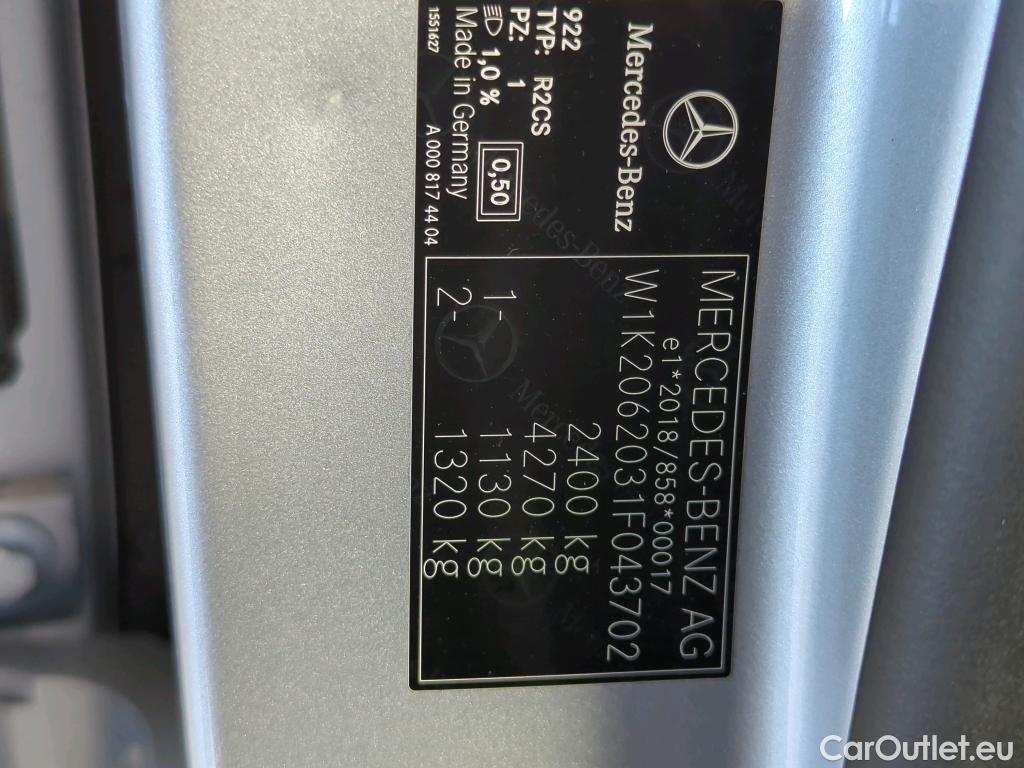 Mercedes-Benz
922
TYP: R2CS
PZ: 1
1,0 %
0,50
Made in Germany
1551627
A 000 817 44 04
MERCEDES-BENZ AG
e1*2018/858*00017
W1K2062031F043702
2400 kg
4270 kg
1- 1130 kg
2- 1320 kg
CarOutlet.eu